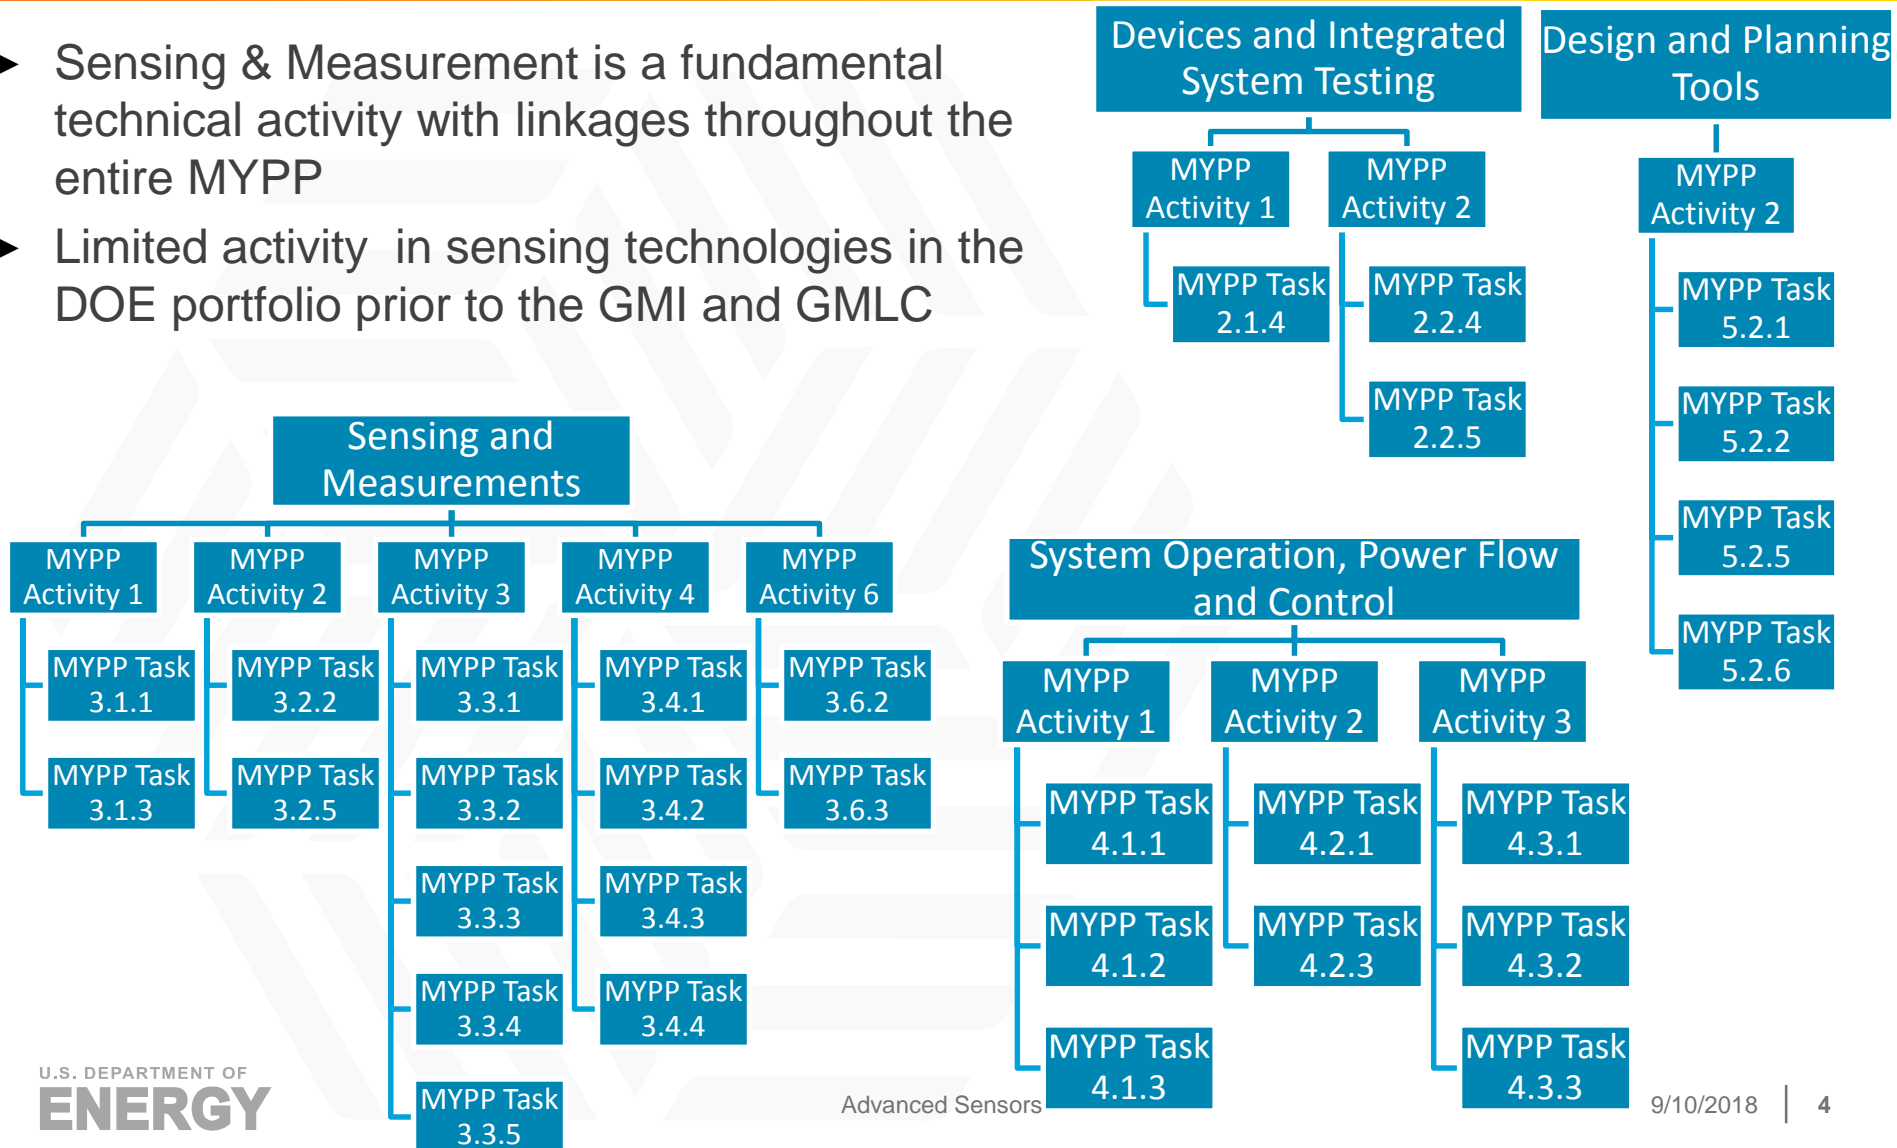 ► Sensing & Measurement is a fundamental
technical activity with linkages throughout the
entire MYPP
► Limited activity in sensing technologies in the
DOE portfolio prior to the GMI and GMLC
Devices and Integrated
System Testing
MYPP
Activity 1
MYPP Task
2.1.4
MYPP
Activity 2
MYPP Task
2.2.4
MYPP Task
2.2.5
Design and Planning
Tools
MYPP
Activity 2
MYPP Task
5.2.1
MYPP Task
5.2.2
MYPP Task
5.2.5
MYPP Task
5.2.6
Sensing and
Measurements
MYPP
Activity 1
MYPP Task
3.1.1
MYPP Task
3.1.3
MYPP
Activity 2
MYPP Task
3.2.2
MYPP Task
3.2.5
MYPP
Activity 3
MYPP Task
3.3.1
MYPP Task
3.3.2
MYPP Task
3.3.3
MYPP Task
3.3.4
MYPP Task
3.3.5
MYPP
Activity 4
MYPP Task
3.4.1
MYPP Task
3.4.2
MYPP Task
3.4.3
MYPP Task
3.4.4
MYPP
Activity 6
MYPP Task
3.6.2
MYPP Task
3.6.3
System Operation, Power Flow
and Control
MYPP
Activity 1
MYPP Task
4.1.1
MYPP Task
4.1.2
MYPP Task
4.1.3
MYPP
Activity 2
MYPP Task
4.2.1
MYPP Task
4.2.3
MYPP
Activity 3
MYPP Task
4.3.1
MYPP Task
4.3.2
MYPP Task
4.3.3
U.S. DEPARTMENT OF
ENERGY
Advanced Sensors
9/10/2018
4